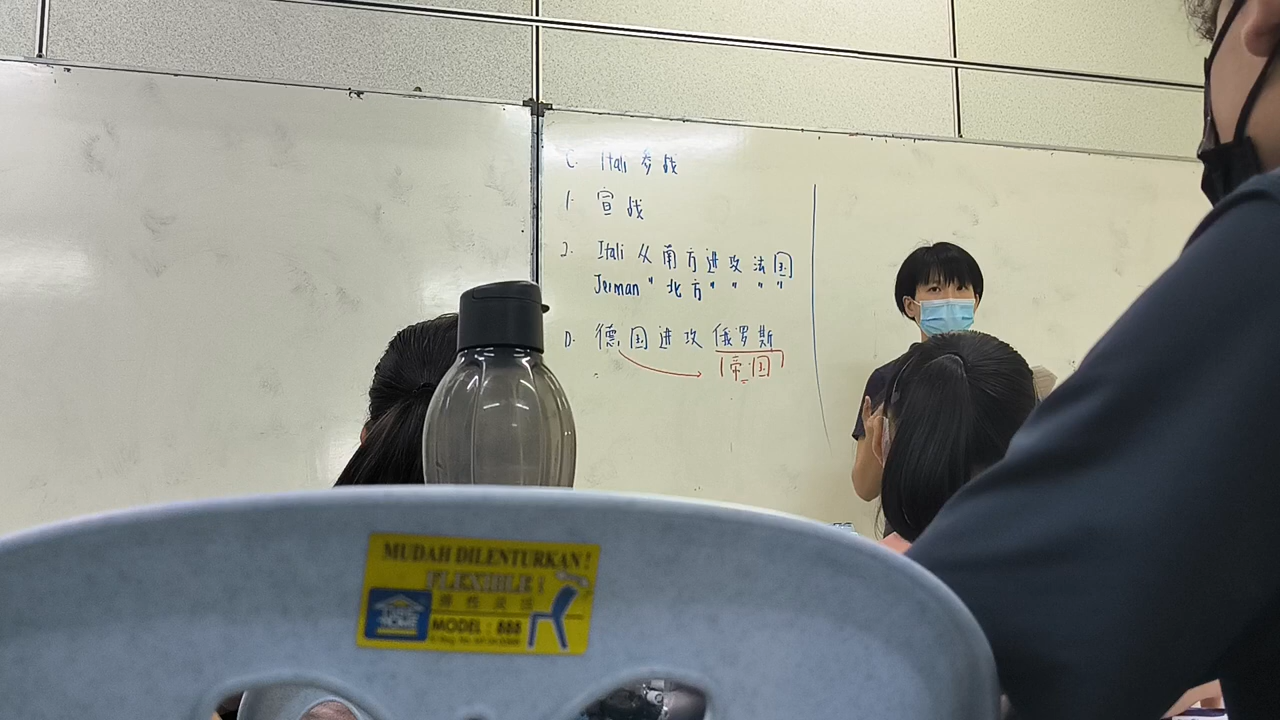 C. Itali 参战
1. 宣战
2. Itali 从南方进攻法国
Jerman " 北方 " " " "
D. 德国进攻俄罗斯
帝国
MUDAH DILENTURKAN!
FLEXIBLE!
MODEL : 888